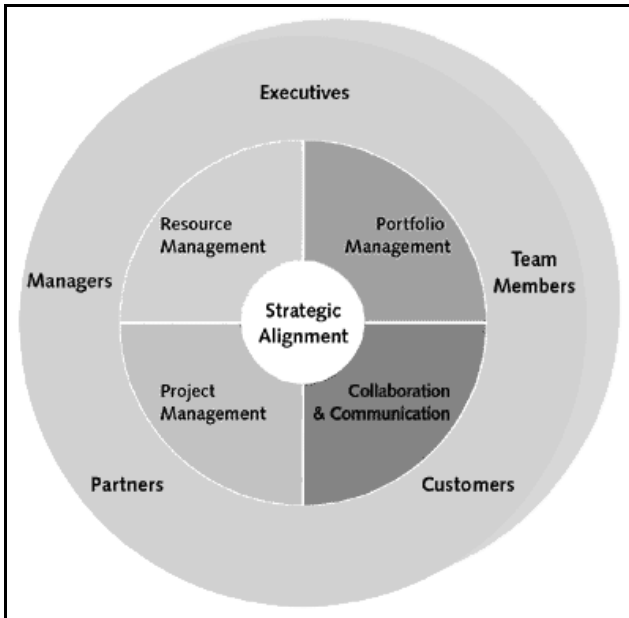 Executives
Resource
Management
Portfolio
Management
Managers
Team
Members
Strategic
Alignment
Project
Management
Collaboration
& Communication
Partners
Customers